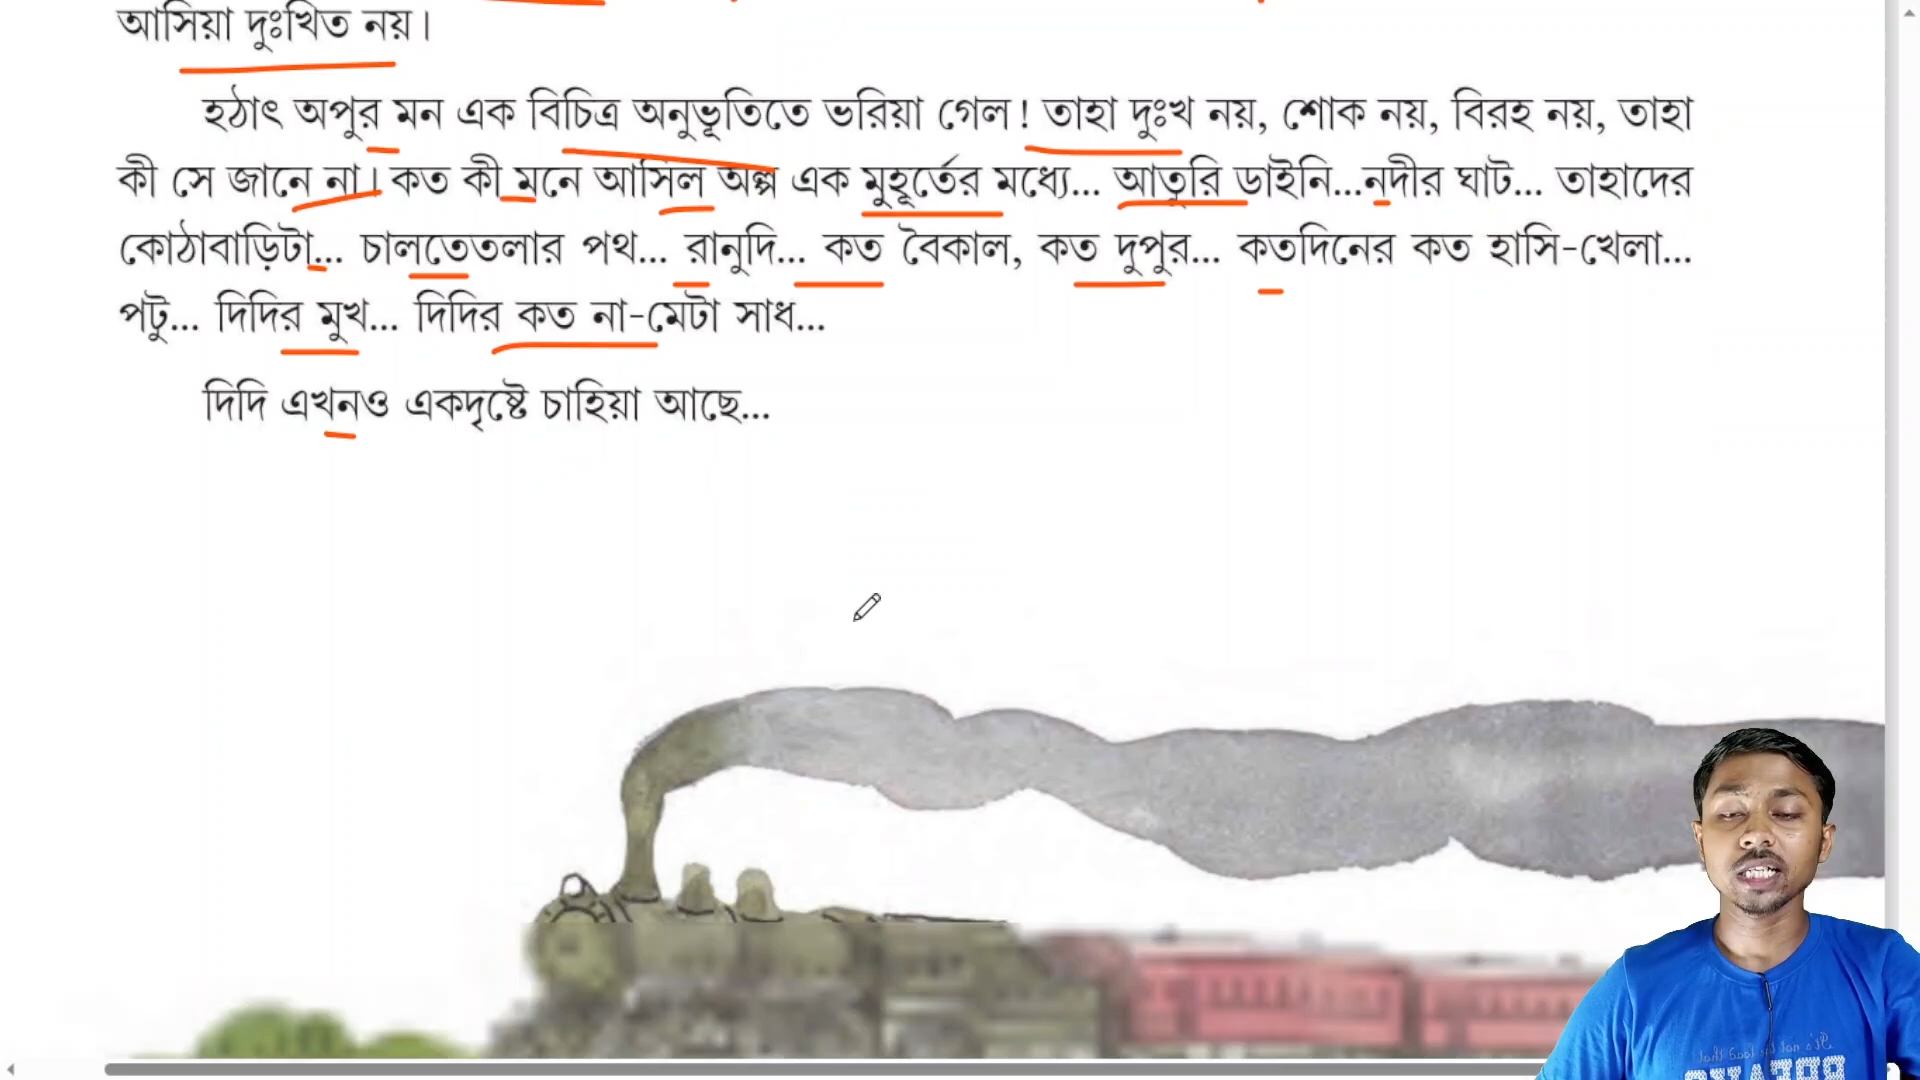 আসিয়া দুঃখিত নয়।
হঠাৎ অপুর মন এক বিচিত্র অনুভূতিতে ভরিয়া গেল! তাহা দুঃখ নয়, শোক নয়, বিরহ নয়, তাহা
কী সে জানে না। কত কী মনে আসিল অল্প এক মুহূর্তের মধ্যে... আতুরি ডাইনি...নদীর ঘাট... তাহাদের
কোঠাবাড়িটা... চালতেতলার পথ... রানুদি... কত বৈকাল, কত দুপুর... কতদিনের কত হাসি-খেলা...
পটু... দিদির মুখ... দিদির কত না-মেটা সাধ...
দিদি এখনও একদৃষ্টে চাহিয়া আছে...